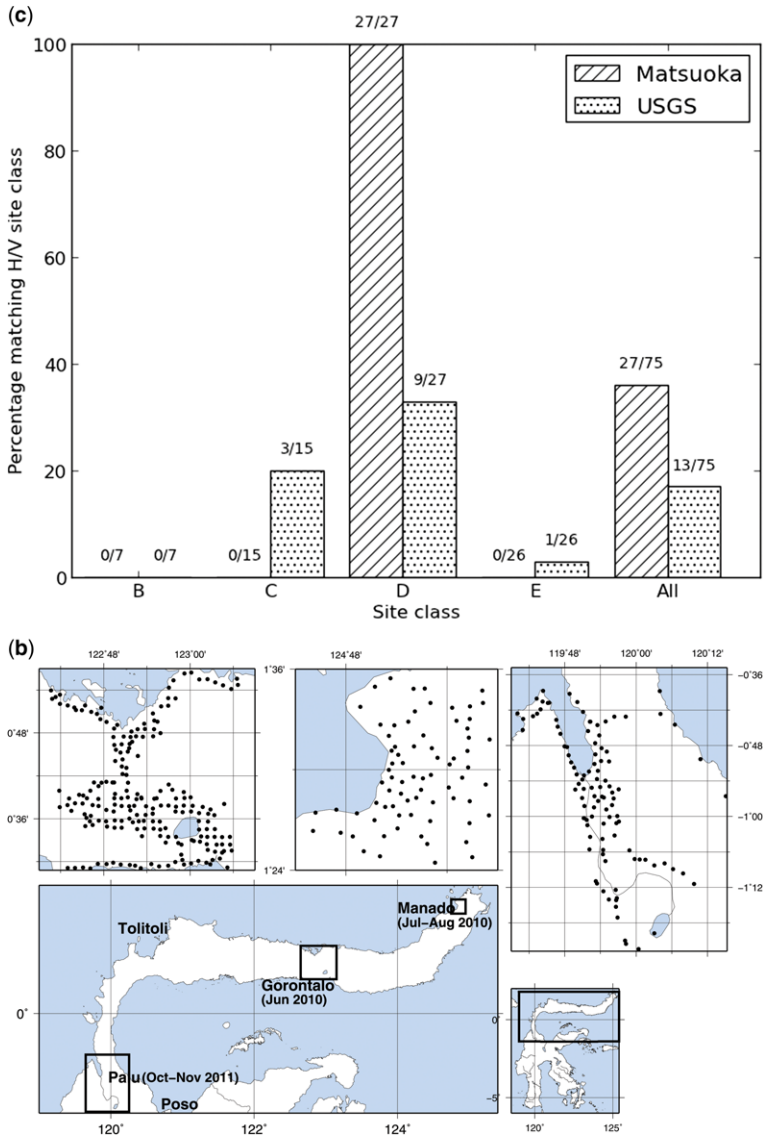 (c)
27/27
100
Matsuoka
USGS
80
60
40
20
0
Percentage matching H/V site class
0/7
0/7
0/15
3/15
9/27
0/26
1/26
27/75
13/75
B
C
D
E
All
Site class
(b)
122°48'
123°00'
0°48'
0°36'
124°48'
1°36'
1°24'
119°48'
120°00'
120°12'
−0°36'
−0°48'
−1°00'
−1°12'
Tolitoli
Manado
(Jul–Aug 2010)
Gorontalo
(Jun 2010)
Palu (Oct–Nov 2011)
Poso
0°
120°
122°
124°
0°
−5°
120°
125°